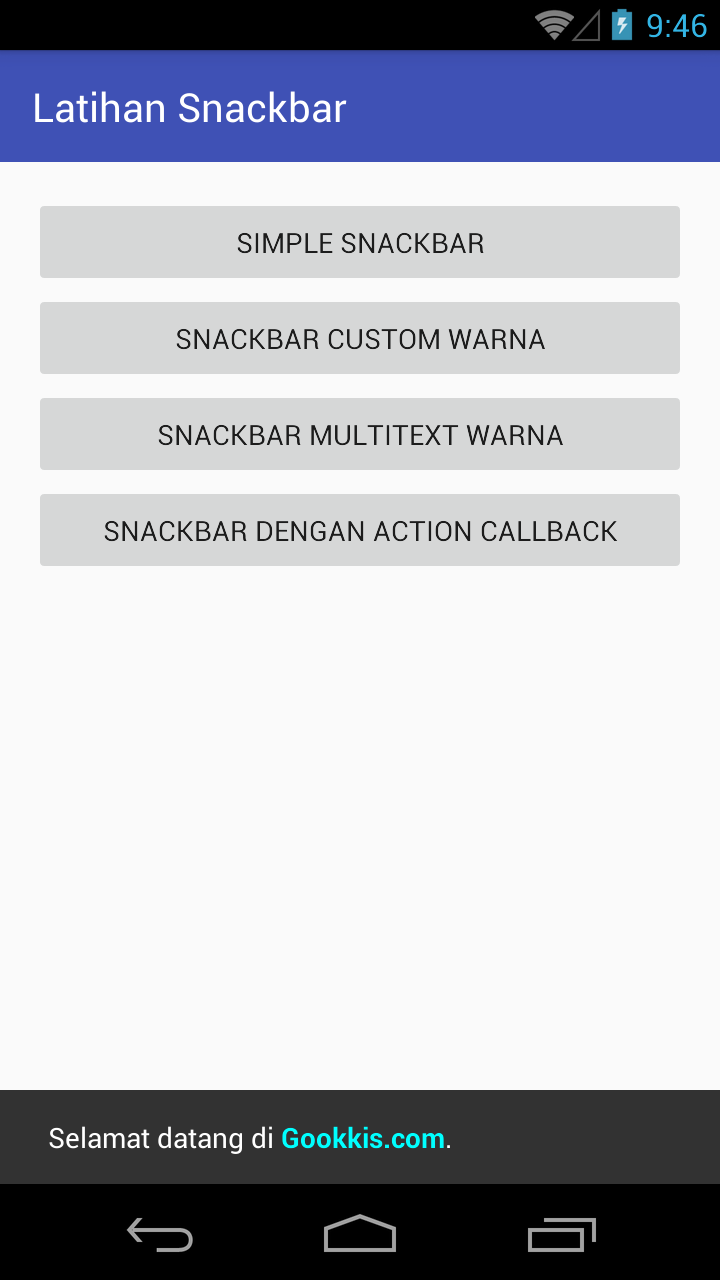 9:46
Latihan Snackbar
SIMPLE SNACKBAR
SNACKBAR CUSTOM WARNA
SNACKBAR MULTITEXT WARNA
SNACKBAR DENGAN ACTION CALLBACK
Selamat datang di Gookkis.com.